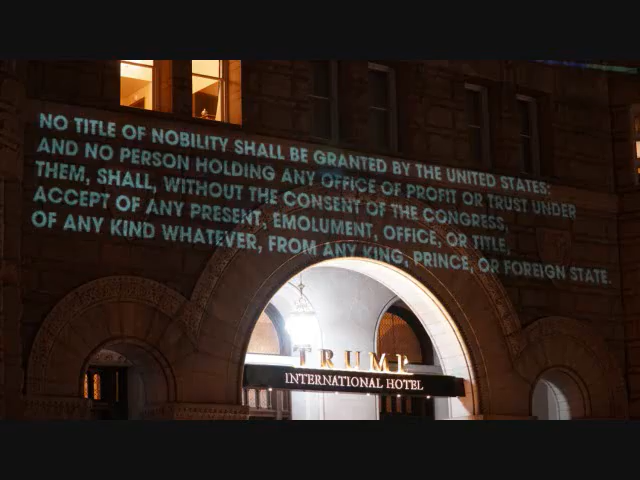 NO TITLE OF NOBILITY SHALL BE GRANTED BY THE UNITED STATES:
AND NO PERSON HOLDING ANY OFFICE OF PROFIT OR TRUST UNDER
THEM, SHALL, WITHOUT THE CONSENT OF THE CONGRESS,
ACCEPT OF ANY PRESENT, EMOLUMENT, OFFICE, OR TITLE,
OF ANY KIND WHATEVER, FROM ANY KING, PRINCE, OR FOREIGN STATE.
TRUMP
INTERNATIONAL HOTEL